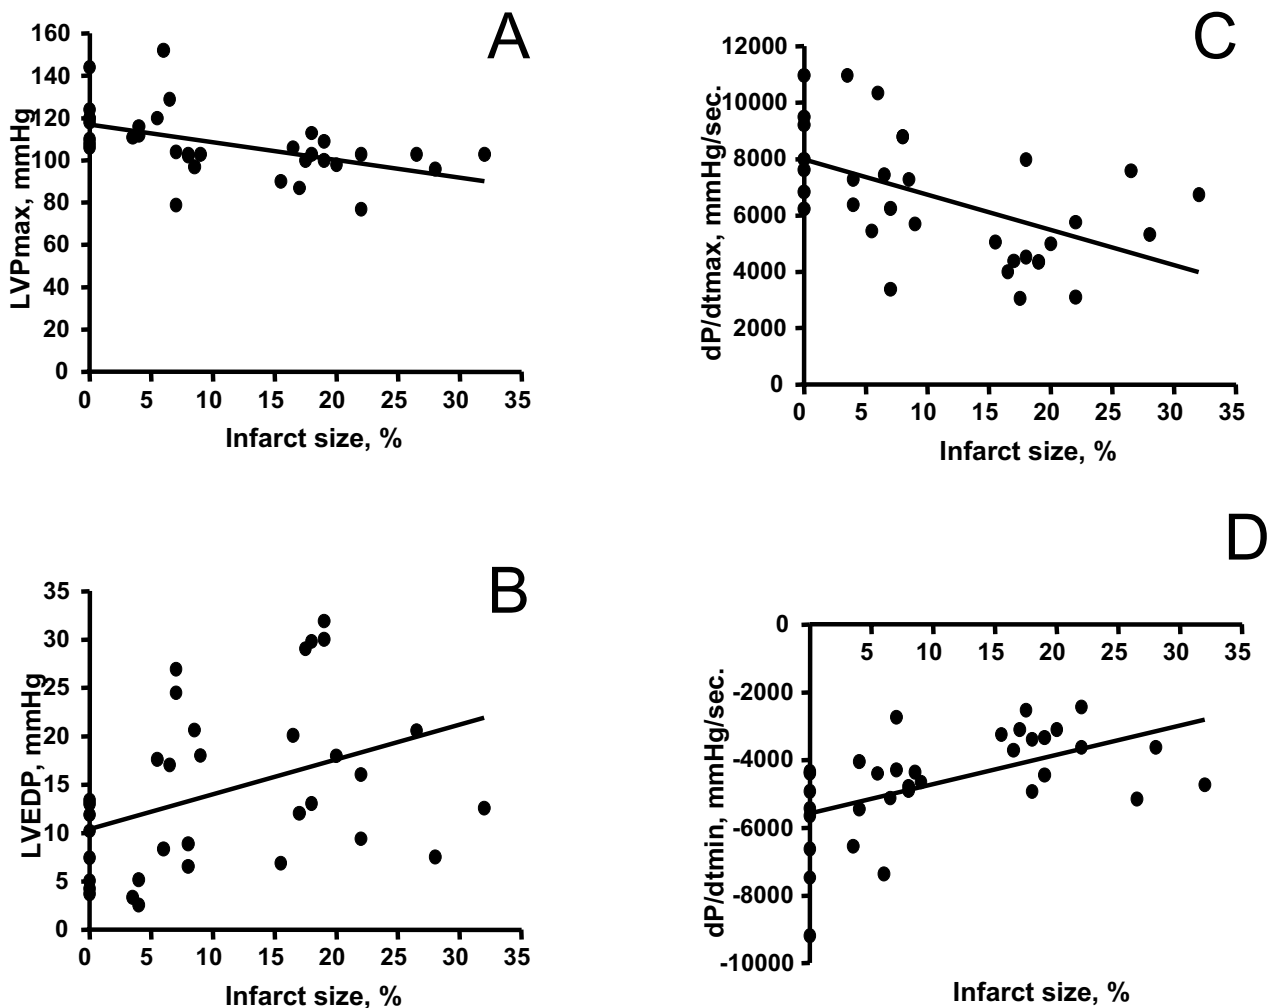 A
LVPmax, mmHg
160
140
120
100
80
60
40
20
0
0 5 10 15 20 25 30 35
Infarct size, %
C
dP/dtmax, mmHg/sec.
12000
10000
8000
6000
4000
2000
0
0 5 10 15 20 25 30 35
Infarct size, %
B
LVEDP, mmHg
35
30
25
20
15
10
5
0
0 5 10 15 20 25 30 35
Infarct size, %
D
dP/dtmin, mmHg/sec.
0
5 10 15 20 25 30 35
-2000
-4000
-6000
-8000
-10000
Infarct size, %